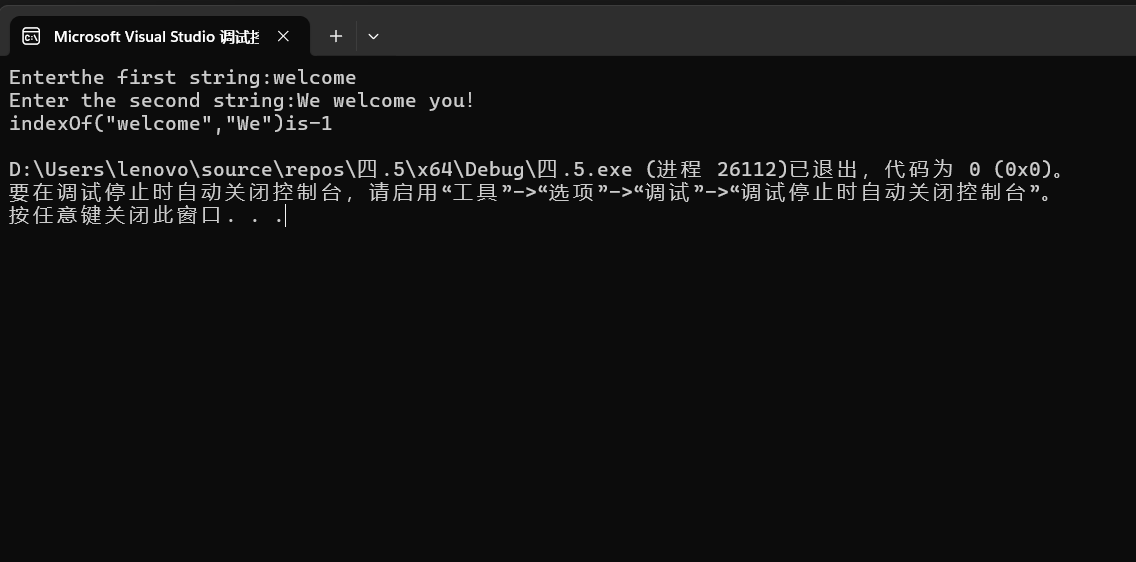 Microsoft Visual Studio 调试
Enterthe first string:welcome
Enter the second string:We welcome you!
indexOf("welcome","We")is-1
D:\Users\lenovo\source\repos\四.5\x64\Debug\四.5.exe (进程 26112)已退出，代码为 0 (0x0)。
要在调试停止时自动关闭控制台，请启用“工具”->“选项”->“调试”->“调试停止时自动关闭控制台”。
按任意键关闭此窗口. . .